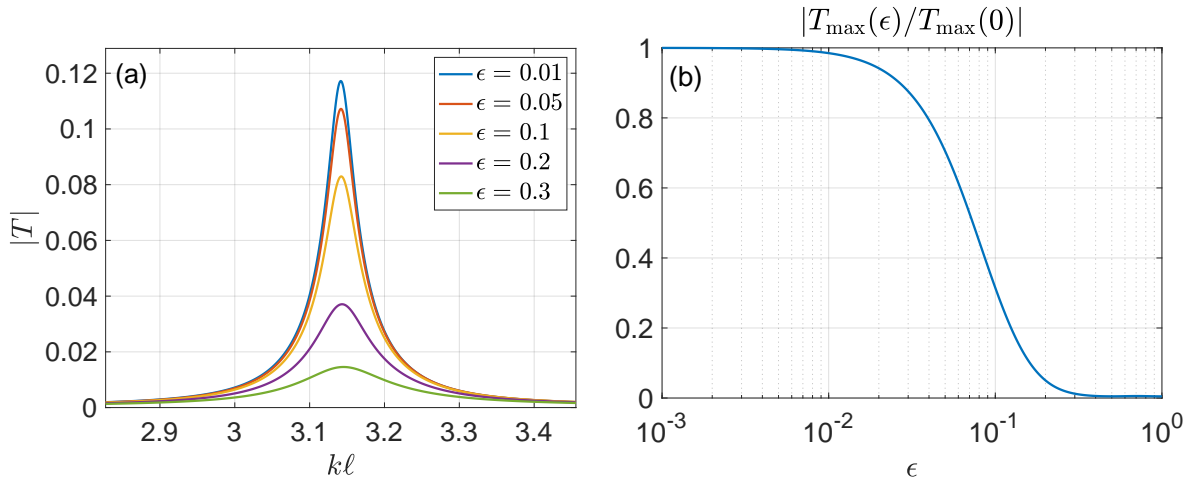 (a)
|T|
0.12
0.1
0.08
0.06
0.04
0.02
0
2.9 3 3.1 3.2 3.3 3.4
kℓ
ϵ = 0.01
ϵ = 0.05
ϵ = 0.1
ϵ = 0.2
ϵ = 0.3
|T_max(ϵ)/T_max(0)|
(b)
1
0.8
0.6
0.4
0.2
0
10^-3 10^-2 10^-1 10^0
ϵ